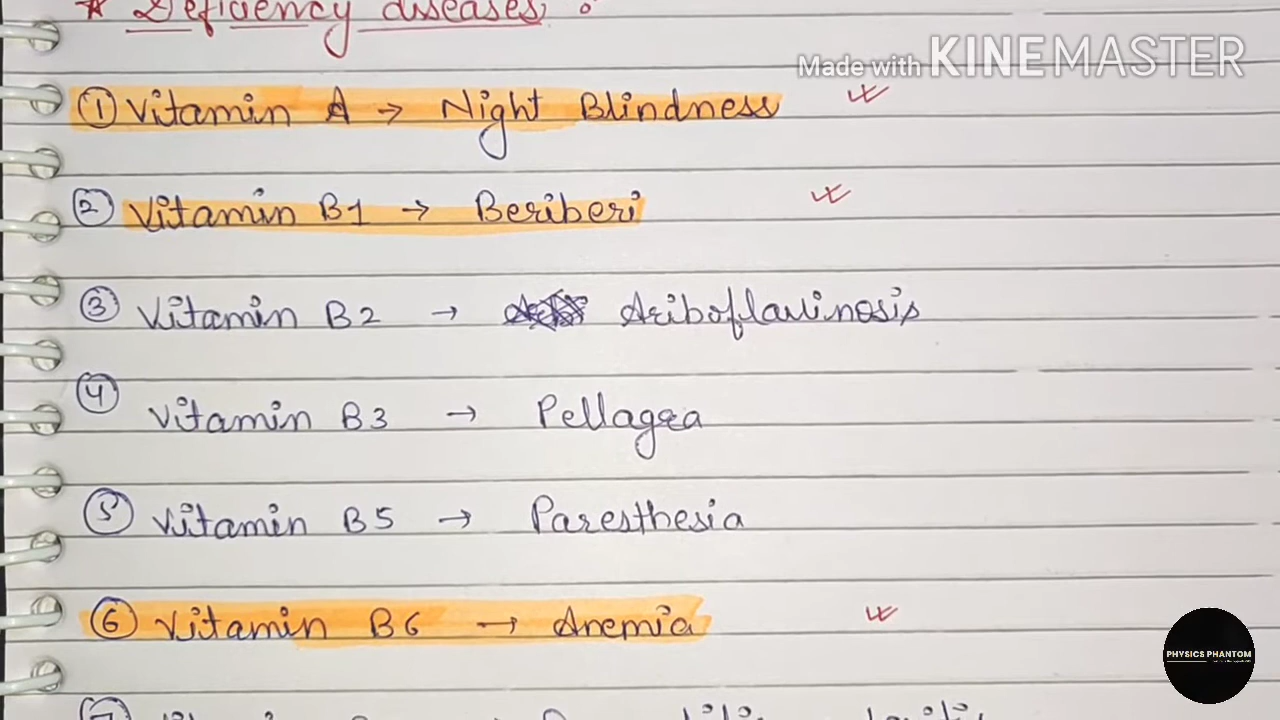 * Deficiency diseases :
Made with KINEMASTER
① Vitamin A → Night Blindness
② Vitamin B1 → Beriberi
③ Vitamin B2 → Ariboflavinosis
④ Vitamin B3 → Pellagra
⑤ Vitamin B5 → Paresthesia
⑥ Vitamin B6 → Anemia
PHYSICS PHANTOM